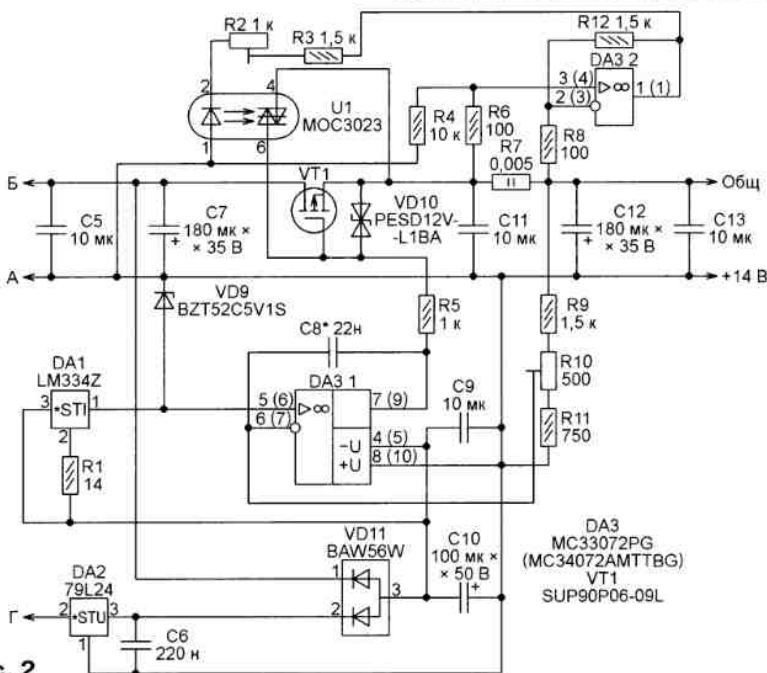 R2 1 к
R3 1,5 к
R12 1,5 к
DA3 2
2
4
3 (4)
▷∞
1 (1)
2 (3)
U1
MOC3023
R4
10 к
R6
100
R8
100
1
6
R7
0,005
Б
VT1
Общ
C5
10 мк
C7
180 мк ×
× 35 В
+
VD10
PESD12V-
-L1BA
C11
10 мк
C12
180 мк ×
× 35 В
+
C13
10 мк
А
+14 В
VD9
BZT52C5V1S
R5
1 к
R9
1,5 к
C8* 22н
DA1
LM334Z
DA3 1
C9
10 мк
R10
500
3
*STI
1
5 (6)
▷∞
7 (9)
6 (7)
2
-U
4 (5)
+U
8 (10)
R11
750
R1
14
VD11
BAW56W
C10
100 мк ×
× 50 В
+
DA3
MC33072PG
(MC34072AMTTBG)
VT1
SUP90P06-09L
DA2
79L24
1
3
Г
2
*STU
3
2
1
C6
220 н
с. 2